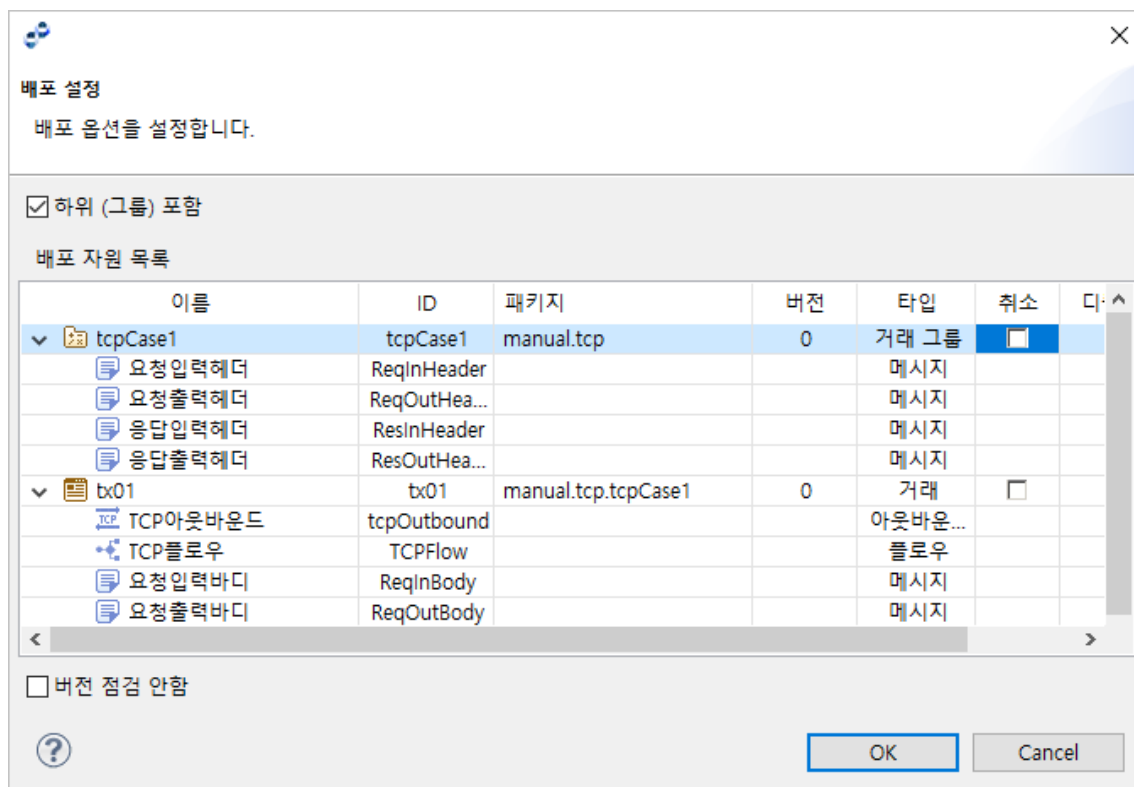 배포 설정
배포 옵션을 설정합니다.
하위 (그룹) 포함
배포 자원 목록
이름 ID 패키지 버전 타입 취소
tcpCase1 tcpCase1 manual.tcp 0 거래 그룹
요청입력헤더 ReqInHeader 메시지
요청출력헤더 ReqOutHea... 메시지
응답입력헤더 ResInHeader 메시지
응답출력헤더 ResOutHea... 메시지
tx01 tx01 manual.tcp.tcpCase1 0 거래
TCP TCP아웃바운드 tcpOutbound 아웃바운...
TCP플로우 TCPFlow 플로우
요청입력바디 ReqInBody 메시지
요청출력바디 ReqOutBody 메시지
버전 점검 안함
? OK Cancel